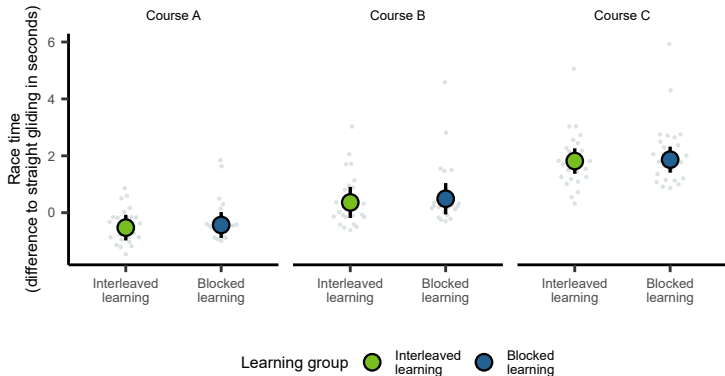 Course A
Course B
Course C
Race time
(difference to straight gliding in seconds)
6
4
2
0
Interleaved
learning
Blocked
learning
Interleaved
learning
Blocked
learning
Interleaved
learning
Blocked
learning
Learning group
Interleaved
learning
Blocked
learning